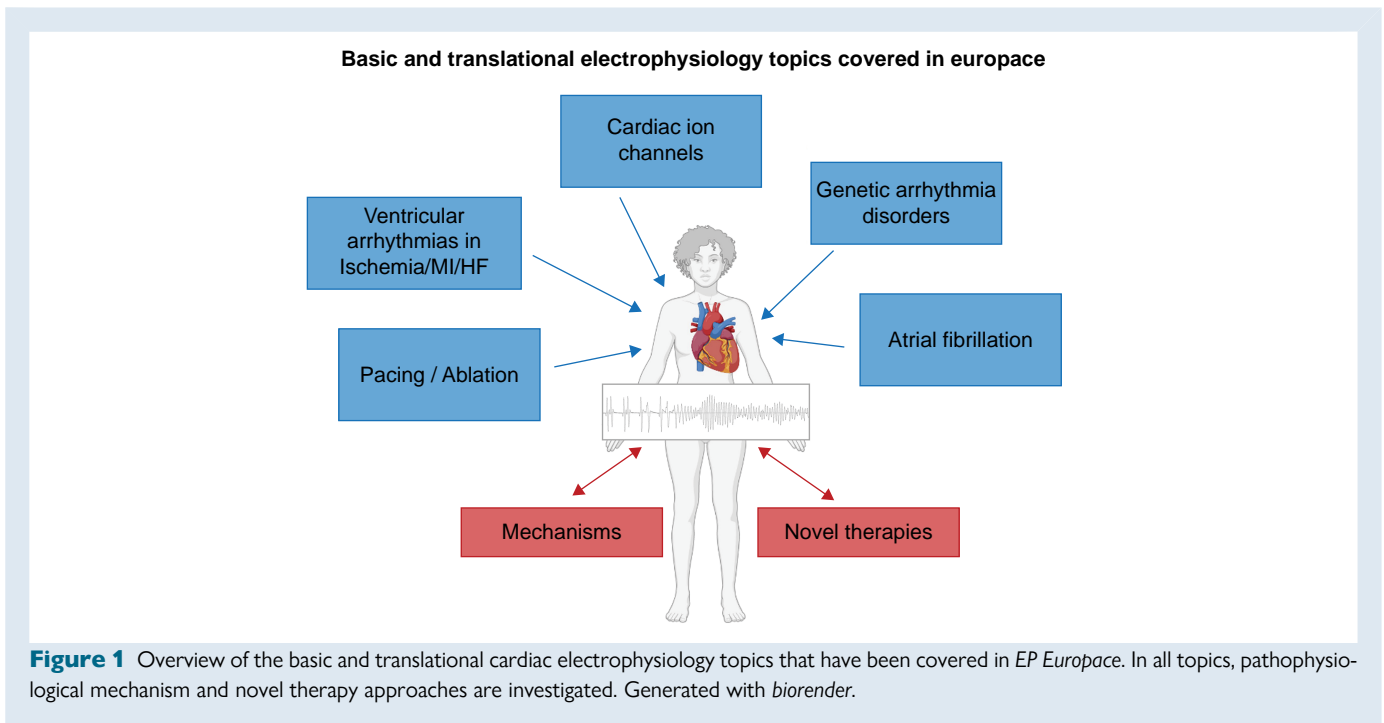 Basic and translational electrophysiology topics covered in europace
Cardiac ion
channels
Genetic arrhythmia
disorders
Ventricular
arrhythmias in
Ischemia/MI/HF
Atrial fibrillation
Pacing / Ablation
Mechanisms
Novel therapies
Figure 1 Overview of the basic and translational cardiac electrophysiology topics that have been covered in EP Europace. In all topics, pathophysio-
logical mechanism and novel therapy approaches are investigated. Generated with biorender.